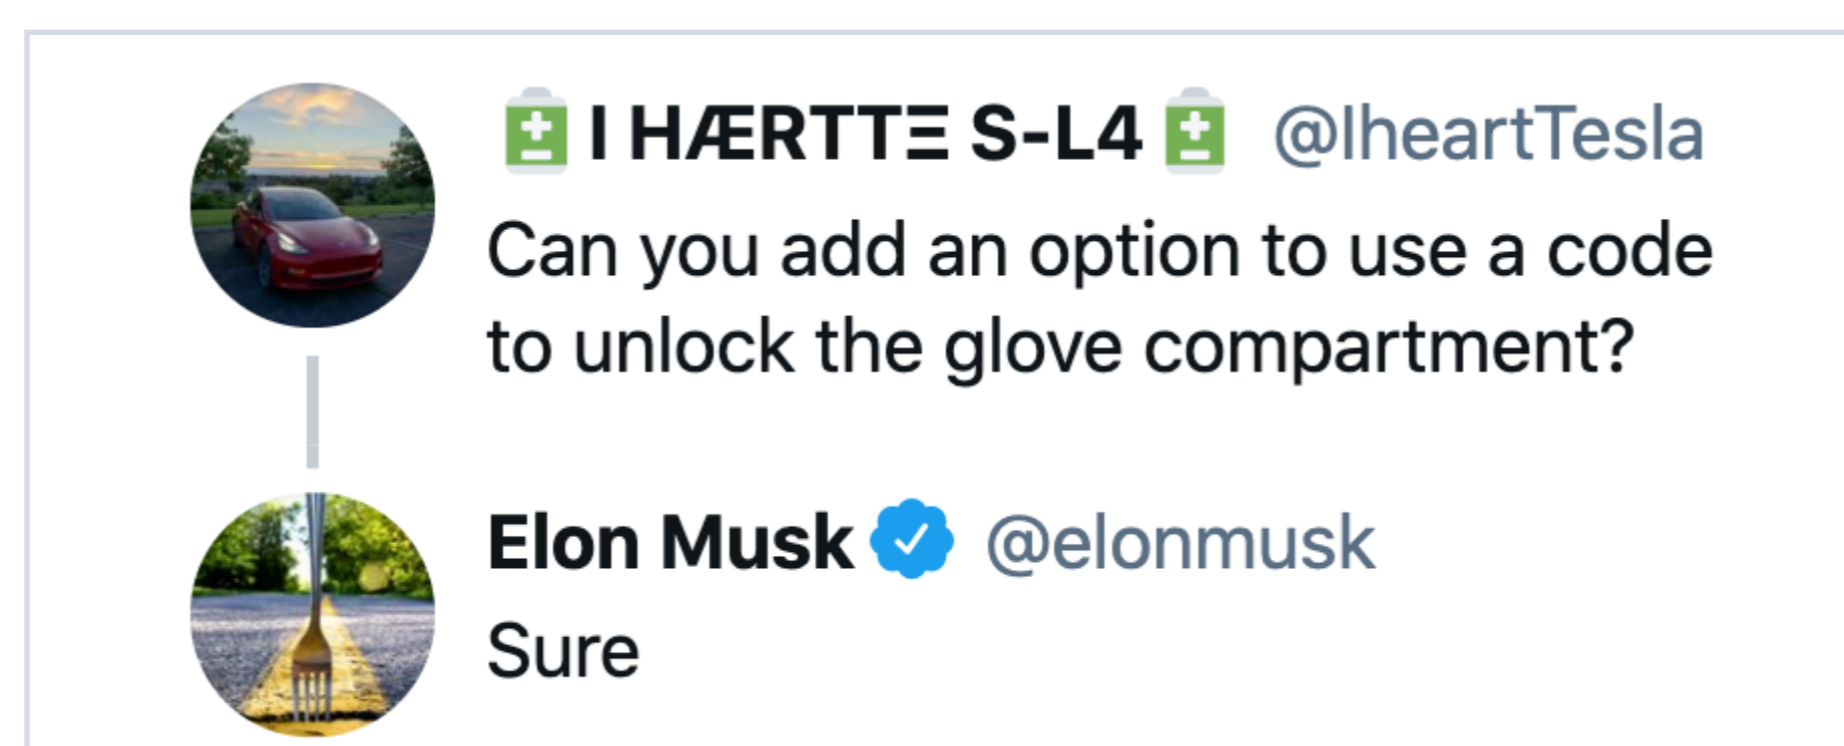 🔋I HÆRTTΞ S-L4🔋 @IheartTesla
Can you add an option to use a code
to unlock the glove compartment?
Elon Musk @elonmusk
Sure